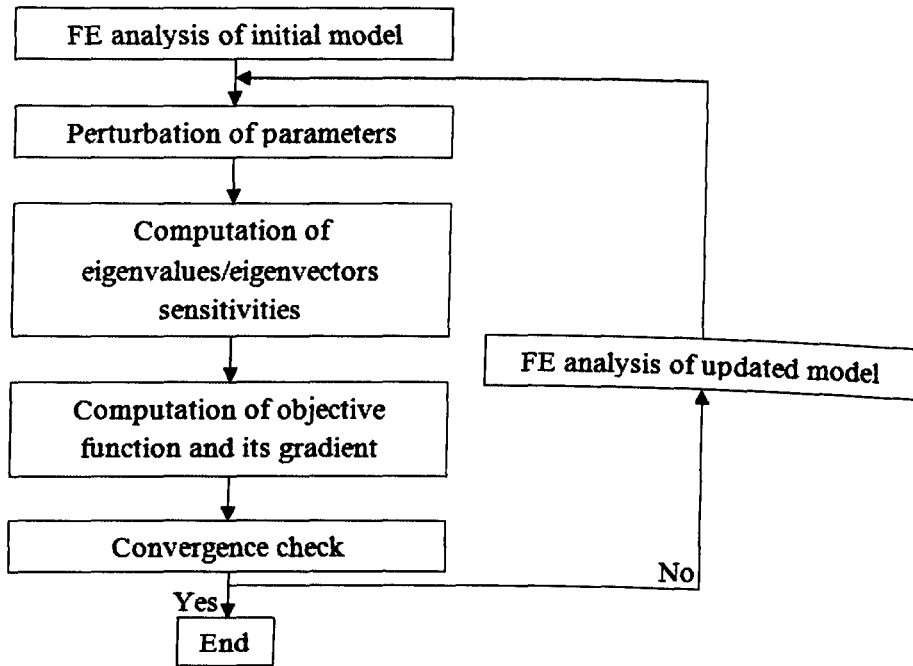 FE analysis of initial model
Perturbation of parameters
Computation of
eigenvalues/eigenvectors
sensitivities
FE analysis of updated model
Computation of objective
function and its gradient
Convergence check
No
Yes
End